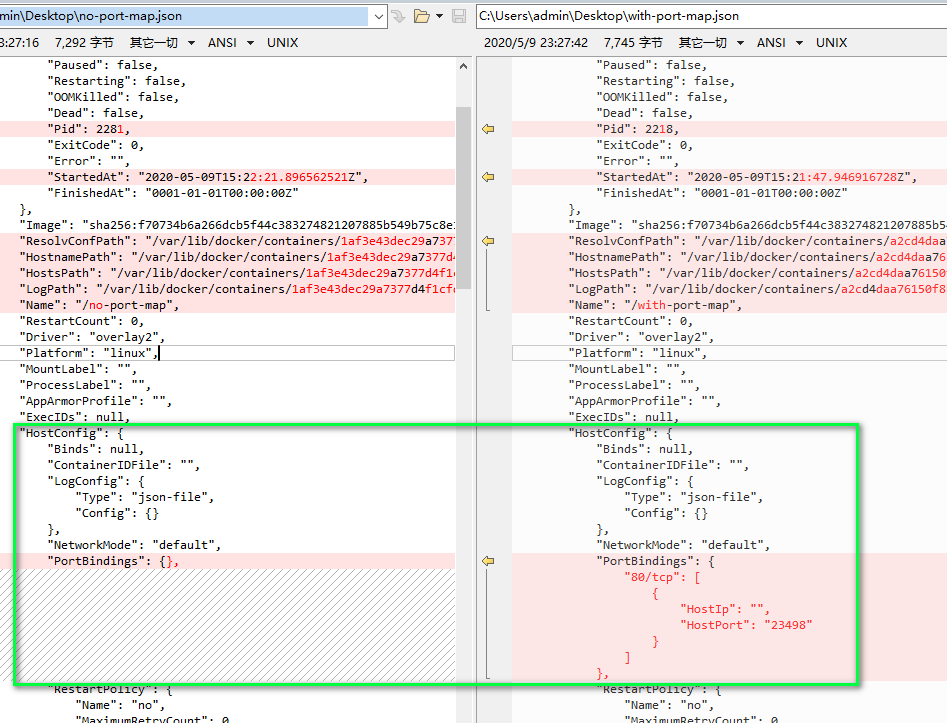 min\Desktop\no-port-map.json
3:27:16 7,292 字节 其它一切 ANSI UNIX
"Paused": false,
"Restarting": false,
"OOMKilled": false,
"Dead": false,
"Pid": 2281,
"ExitCode": 0,
"Error": "",
"StartedAt": "2020-05-09T15:22:21.896562521Z",
"FinishedAt": "0001-01-01T00:00:00Z"
},
"Image": "sha256:f70734b6a266dcb5f44c383274821207885b549b75c8e
"ResolvConfPath": "/var/lib/docker/containers/1af3e43dec29a7377
"HostnamePath": "/var/lib/docker/containers/1af3e43dec29a7377d4
"HostsPath": "/var/lib/docker/containers/1af3e43dec29a7377d4f1c
"LogPath": "/var/lib/docker/containers/1af3e43dec29a7377d4f1cf
"Name": "/no-port-map",
"RestartCount": 0,
"Driver": "overlay2",
"Platform": "linux",
"MountLabel": "",
"ProcessLabel": "",
"AppArmorProfile": "",
"ExecIDs": null,
"HostConfig": {
"Binds": null,
"ContainerIDFile": "",
"LogConfig": {
"Type": "json-file",
"Config": {}
},
"NetworkMode": "default",
"PortBindings": {},
"RestartPolicy": {
"Name": "no",
"MaximumRetryCount": 0
C:\Users\admin\Desktop\with-port-map.json
2020/5/9 23:27:42 7,745 字节 其它一切 ANSI UNIX
"Paused": false,
"Restarting": false,
"OOMKilled": false,
"Dead": false,
"Pid": 2218,
"ExitCode": 0,
"Error": "",
"StartedAt": "2020-05-09T15:21:47.946916728Z",
"FinishedAt": "0001-01-01T00:00:00Z"
},
"Image": "sha256:f70734b6a266dcb5f44c383274821207885b54
"ResolvConfPath": "/var/lib/docker/containers/a2cd4daa
"HostnamePath": "/var/lib/docker/containers/a2cd4daa76
"HostsPath": "/var/lib/docker/containers/a2cd4daa76150
"LogPath": "/var/lib/docker/containers/a2cd4daa76150f8
"Name": "/with-port-map",
"RestartCount": 0,
"Driver": "overlay2",
"Platform": "linux",
"MountLabel": "",
"ProcessLabel": "",
"AppArmorProfile": "",
"ExecIDs": null,
"HostConfig": {
"Binds": null,
"ContainerIDFile": "",
"LogConfig": {
"Type": "json-file",
"Config": {}
},
"NetworkMode": "default",
"PortBindings": {
"80/tcp": [
{
"HostIp": "",
"HostPort": "23498"
}
]
},
"RestartPolicy": {
"Name": "no",
"MaximumRetryCount": 0